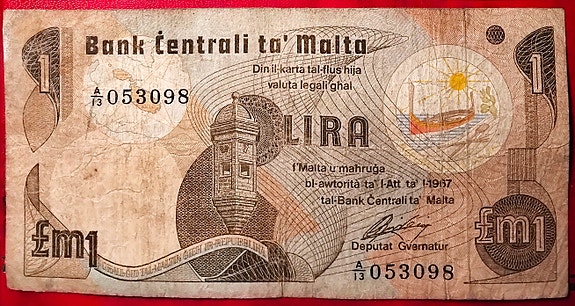 Bank Ċentrali ta' Malta
Din il-karta tal-flus hija
valuta legali għal
1
1
A/13 053098
LIRA
f'Malta u maħruġa
bl-awtorità ta' l-Att. ta' l-1967
tal-Bank Ċentrali ta' Malta
Deputat Gvernatur
£m1
£m1
A/13 053098